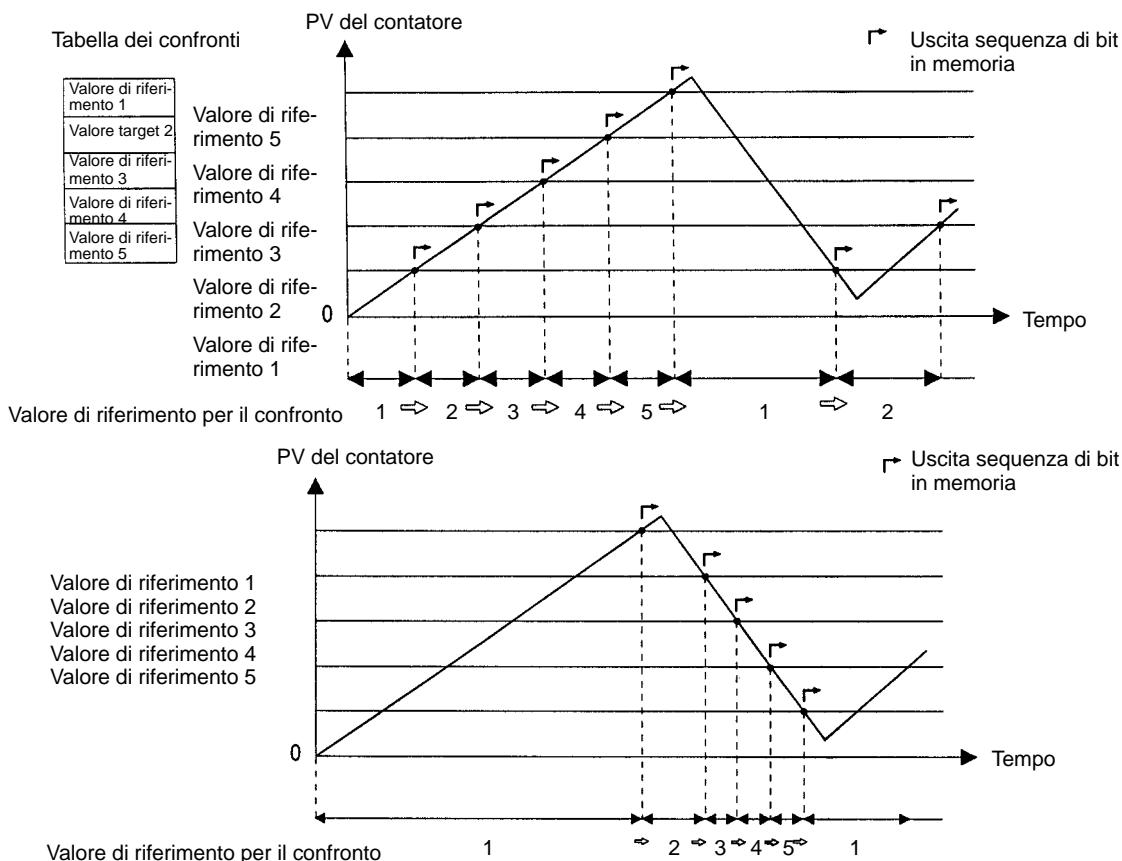 PV del contatore
Tabella dei confronti
Uscita sequenza di bit
in memoria
Valore di riferi-
mento 1
Valore target 2
Valore di riferi-
mento 3
Valore di riferi-
mento 4
Valore di riferi-
mento 5
Valore di rife-
rimento 5
Valore di rife-
rimento 4
Valore di rife-
rimento 3
Valore di rife-
rimento 2
0
Tempo
Valore di rife-
rimento 1
Valore di riferimento per il confronto 1 2 3 4 5 1 2
PV del contatore
Uscita sequenza di bit
in memoria
Valore di riferimento 1
Valore di riferimento 2
Valore di riferimento 3
Valore di riferimento 4
Valore di riferimento 5
0
Tempo
Valore di riferimento per il confronto 1 2 3 4 5 1